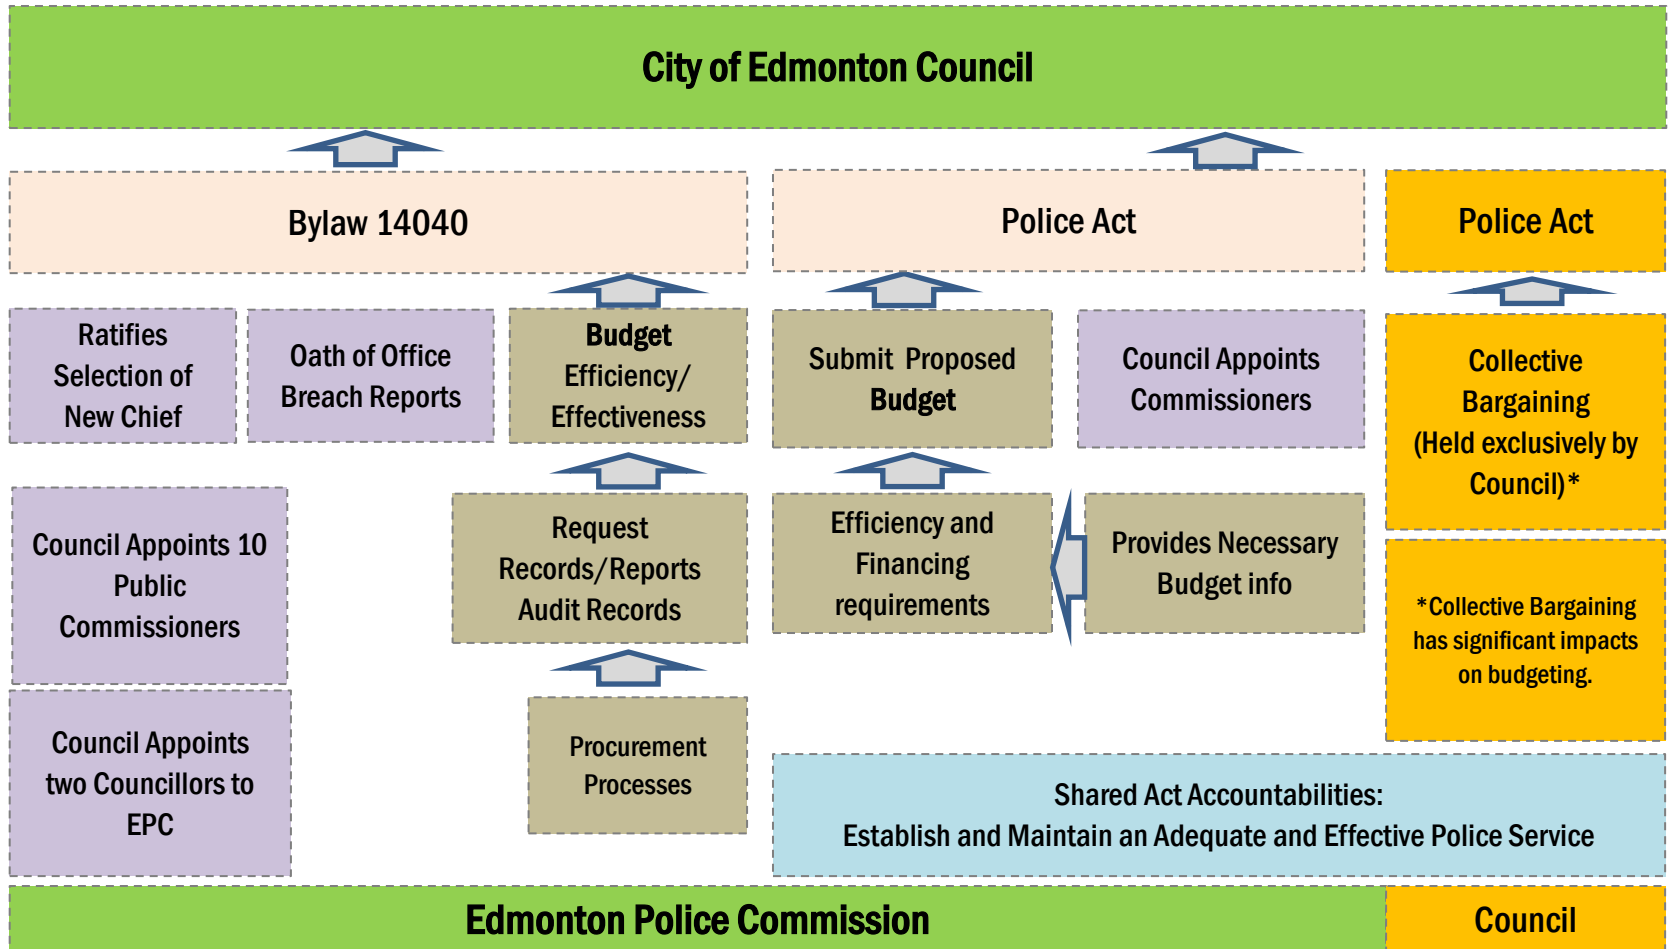 City of Edmonton Council
Bylaw 14040
Police Act
Police Act
Ratifies
Selection of
New Chief
Oath of Office
Breach Reports
Budget
Efficiency/
Effectiveness
Submit Proposed
Budget
Council Appoints
Commissioners
Collective
Bargaining
(Held exclusively by
Council)*
Council Appoints 10
Public
Commissioners
Request
Records/Reports
Audit Records
Efficiency and
Financing
requirements
Provides Necessary
Budget info
*Collective Bargaining
has significant impacts
on budgeting.
Council Appoints
two Councillors to
EPC
Procurement
Processes
Shared Act Accountabilities:
Establish and Maintain an Adequate and Effective Police Service
Edmonton Police Commission
Council